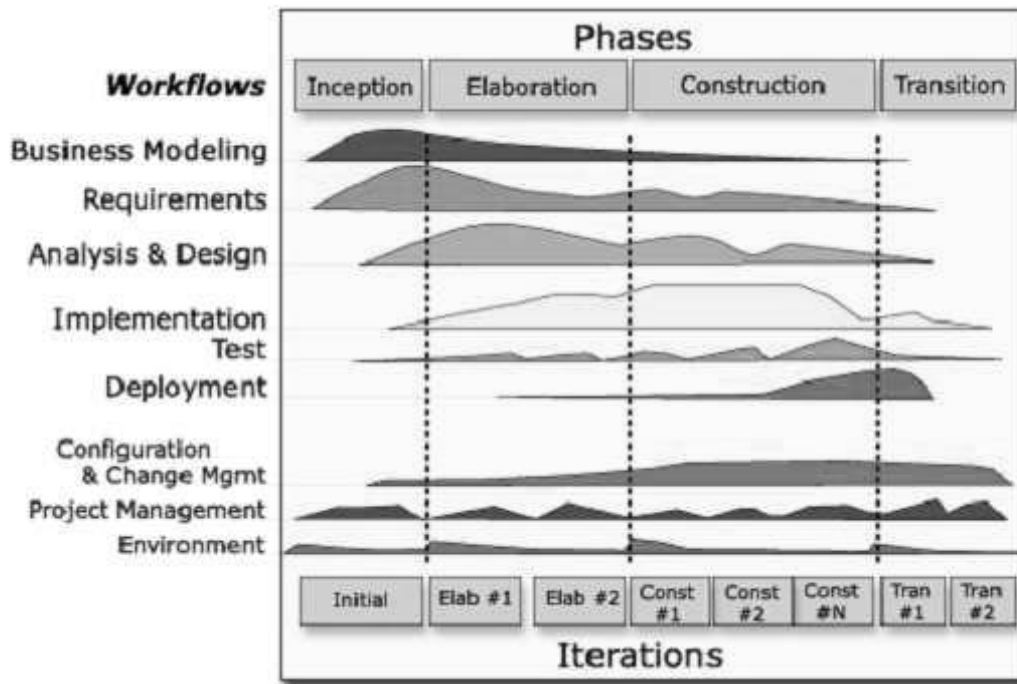 Phases
Workflows
Inception
Elaboration
Construction
Transition
Business Modeling
Requirements
Analysis & Design
Implementation
Test
Deployment
Configuration
& Change Mgmt
Project Management
Environment
Initial
Elab #1
Elab #2
Const
#1
Const
#2
Const
#N
Tran
#1
Tran
#2
Iterations